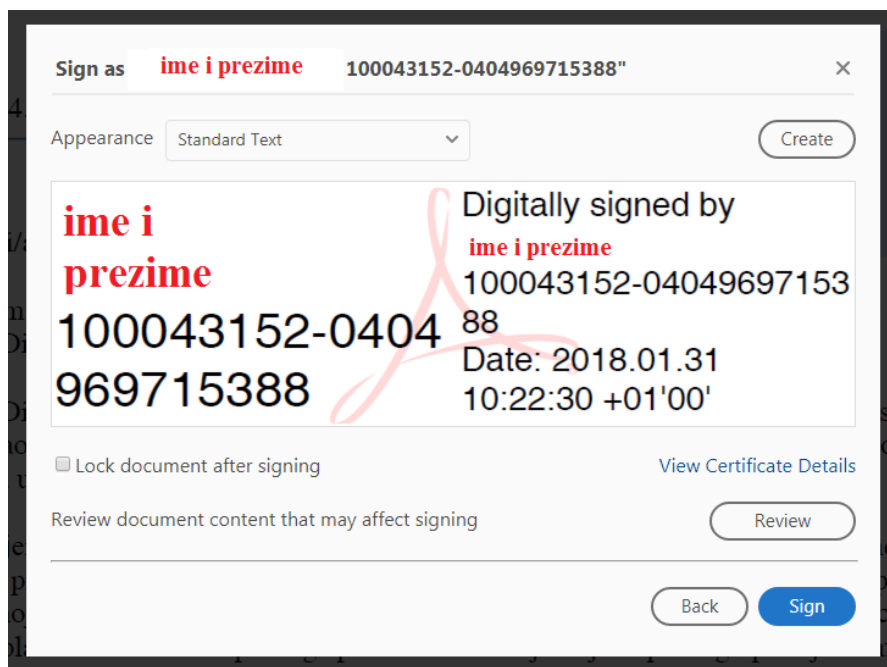 Sign as ime i prezime 100043152-0404969715388"
Appearance Standard Text Create
ime i
prezime
100043152-0404
969715388
Digitally signed by
ime i prezime
100043152-04049697153
88
Date: 2018.01.31
10:22:30 +01'00'
Lock document after signing View Certificate Details
Review document content that may affect signing Review
Back Sign